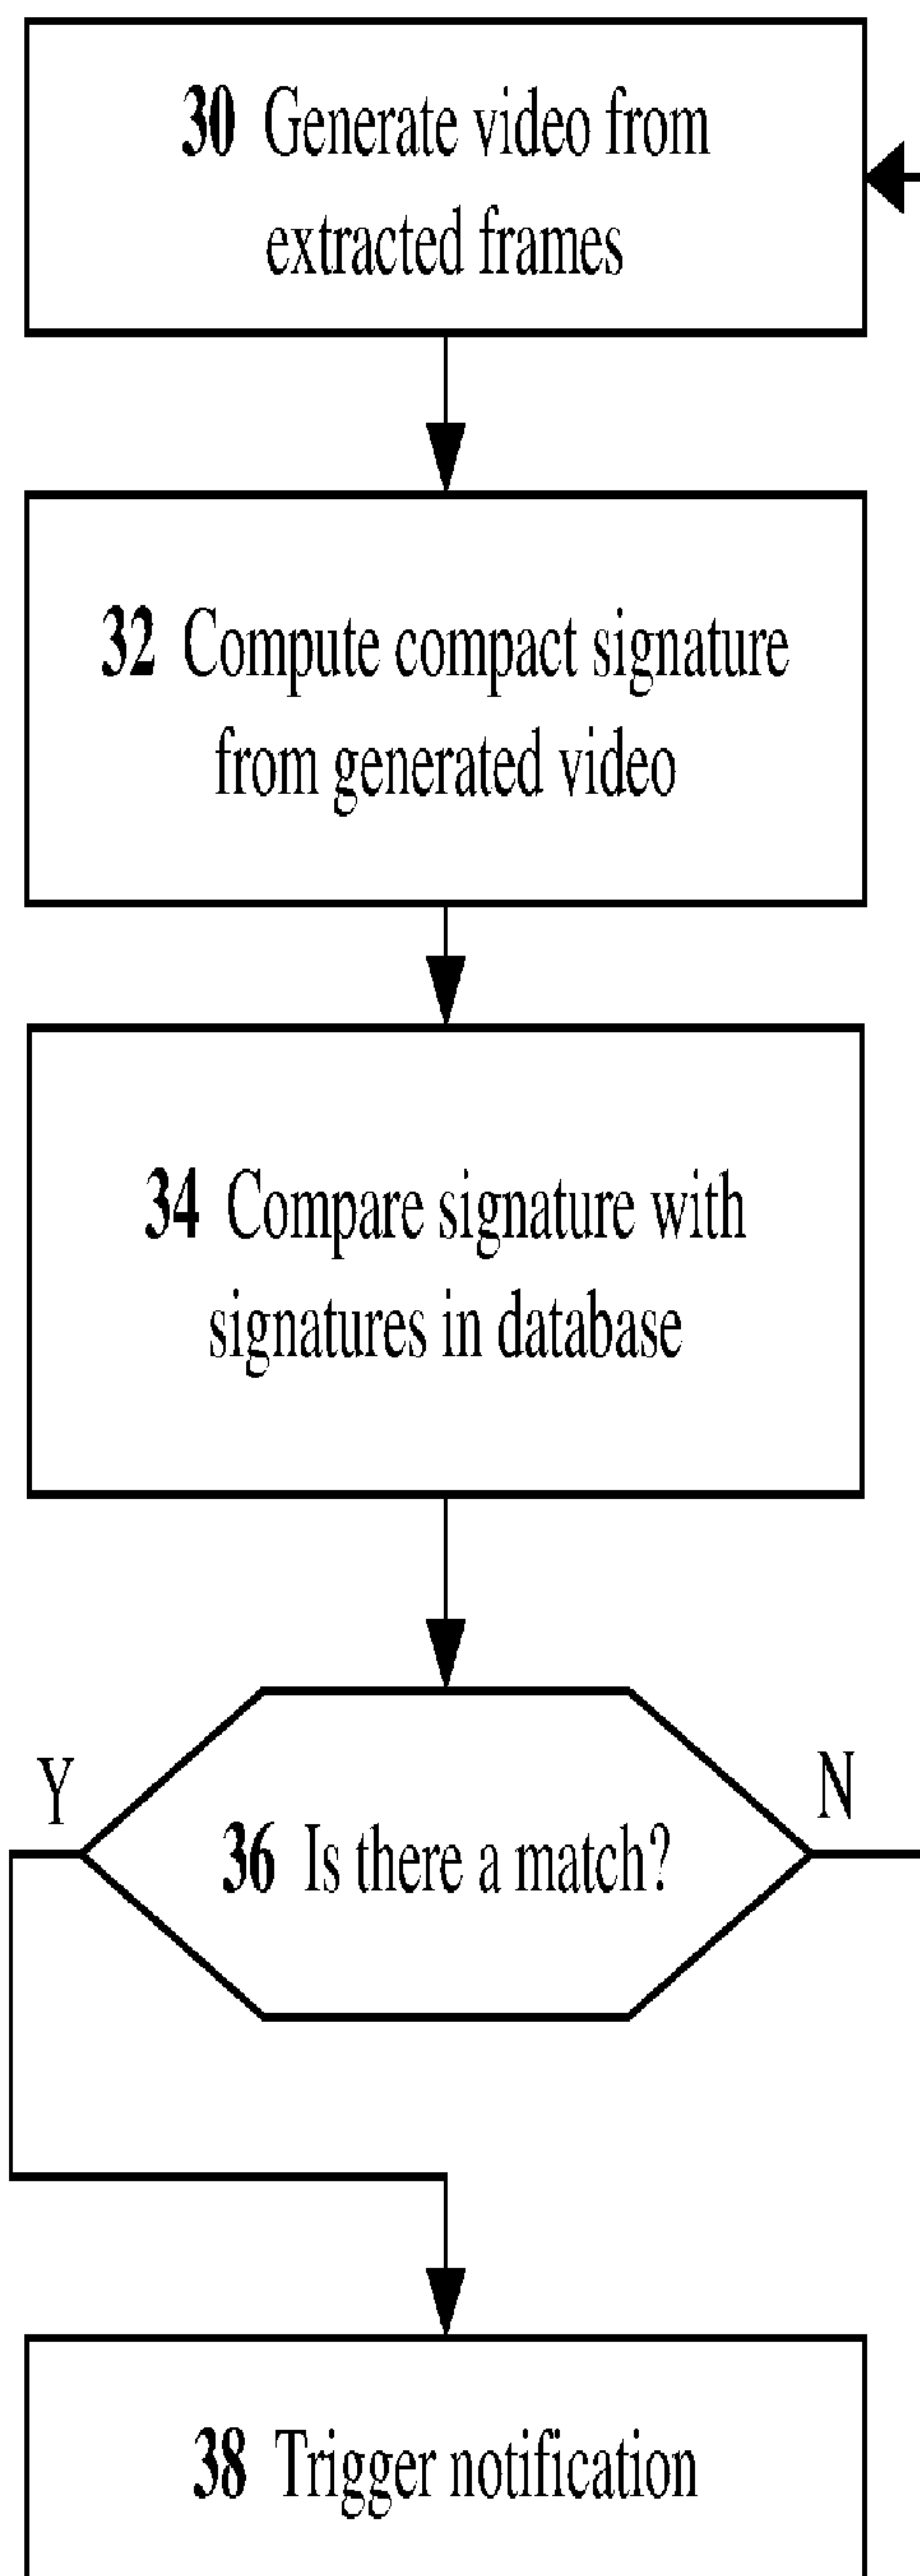 30 Generate video from
extracted frames
32 Compute compact signature
from generated video
34 Compare signature with
signatures in database
Y
N
36 Is there a match?
38 Trigger notification